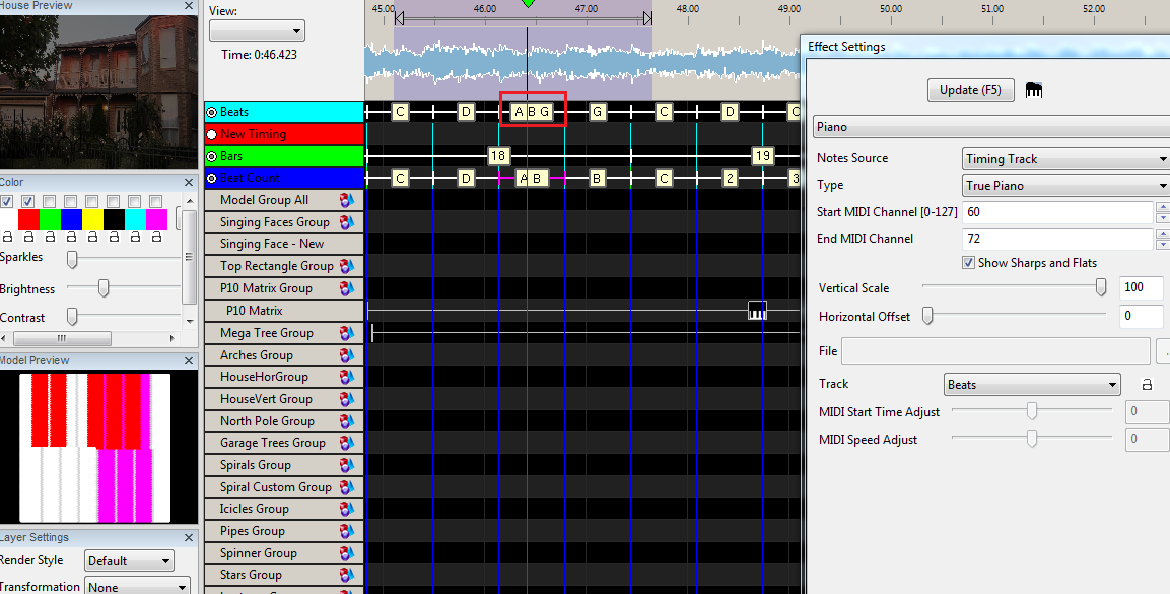 House Preview
View:
Time: 0:46.423
45.00 46.00 47.00 48.00 49.00 50.00 51.00 52.00
Beats
C D A B G G C D
New Timing
Bars
18 19
Beat Count
C D A B B C 2 3
Model Group All
Singing Faces Group
Singing Face - New
Top Rectangle Group
P10 Matrix Group
P10 Matrix
Mega Tree Group
Arches Group
HouseHorGroup
HouseVert Group
North Pole Group
Garage Trees Group
Spirals Group
Spiral Custom Group
Icicles Group
Pipes Group
Spinner Group
Stars Group
Color
Sparkles
Brightness
Contrast
Model Preview
Layer Settings
Render Style Default
Transformation None
Effect Settings
Update (F5)
Piano
Notes Source Timing Track
Type True Piano
Start MIDI Channel [0-127] 60
End MIDI Channel 72
Show Sharps and Flats
Vertical Scale 100
Horizontal Offset 0
File
Track Beats
MIDI Start Time Adjust 0
MIDI Speed Adjust 0